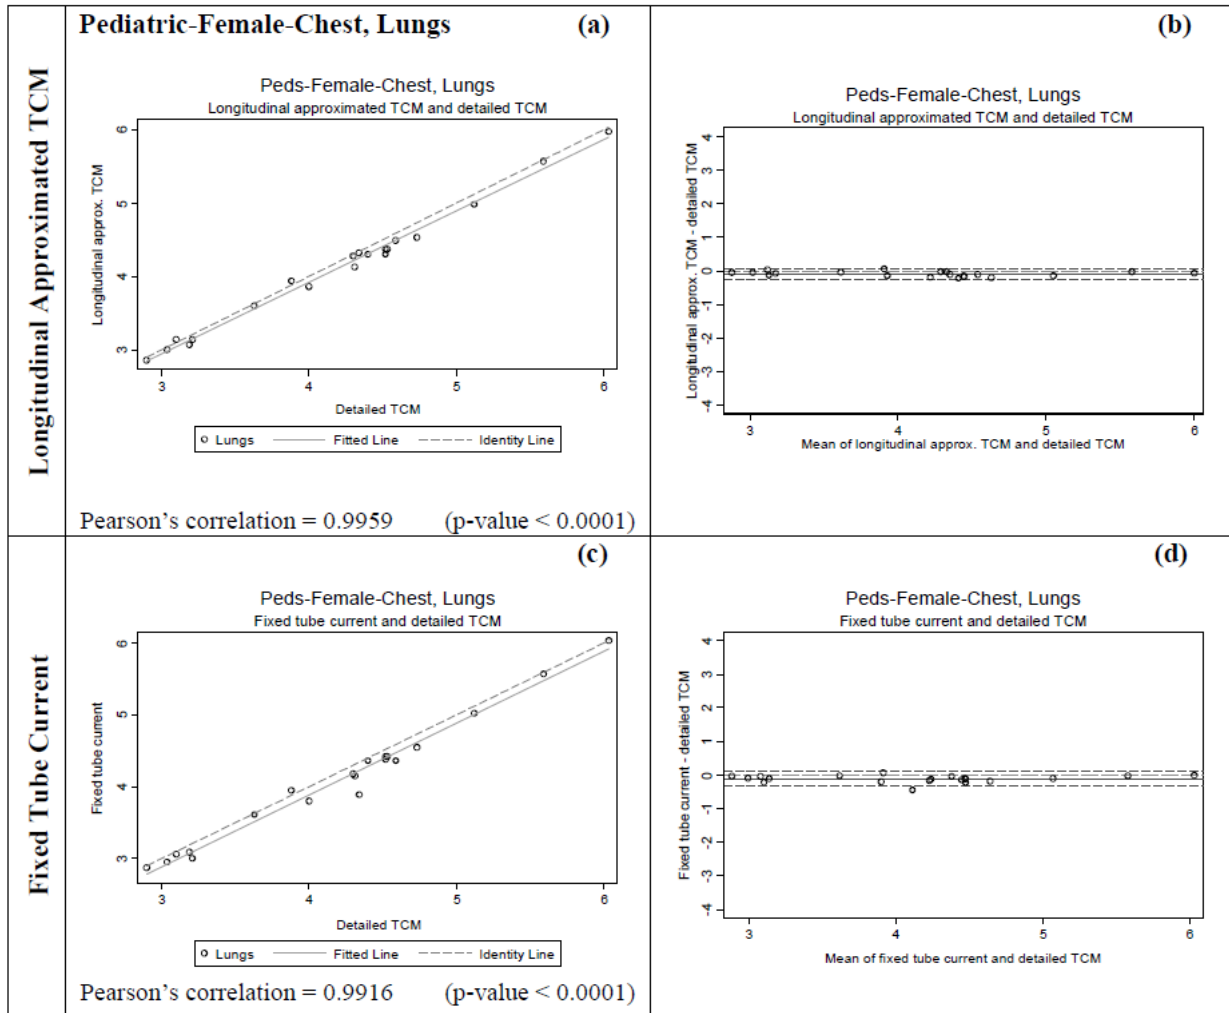 Longitudinal Approximated TCM
Pediatric-Female-Chest, Lungs (a)
Peds-Female-Chest, Lungs
Longitudinal approximated TCM and detailed TCM
Longitudinal approx. TCM
6
5
4
3
3 4 5 6
Detailed TCM
Lungs Fitted Line Identity Line
Pearson's correlation = 0.9959 (p-value < 0.0001)
(b)
Peds-Female-Chest, Lungs
Longitudinal approximated TCM and detailed TCM
Longitudinal approx. TCM - detailed TCM
4
3
2
1
0
-1
-2
-3
-4
3 4 5 6
Mean of longitudinal approx. TCM and detailed TCM
Fixed Tube Current
(c)
Peds-Female-Chest, Lungs
Fixed tube current and detailed TCM
Fixed tube current
6
5
4
3
3 4 5 6
Detailed TCM
Lungs Fitted Line Identity Line
Pearson's correlation = 0.9916 (p-value < 0.0001)
(d)
Peds-Female-Chest, Lungs
Fixed tube current and detailed TCM
Fixed tube current - detailed TCM
4
3
2
1
0
-1
-2
-3
-4
3 4 5 6
Mean of fixed tube current and detailed TCM